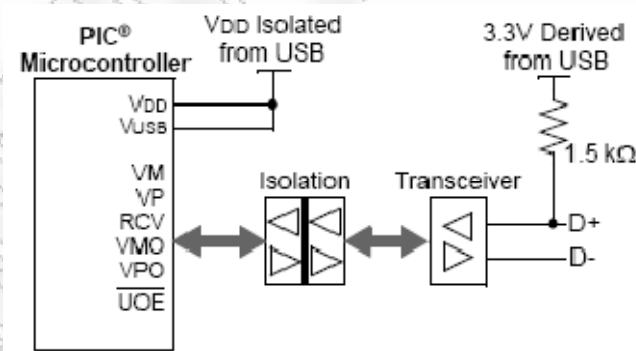 PIC®
Microcontroller
VDD Isolated
from USB
3.3V Derived
from USB
VDD
VUSB
1.5 kΩ
VM
VP
RCV
VMO
VPO
UOE
Isolation
Transceiver
D+
D-